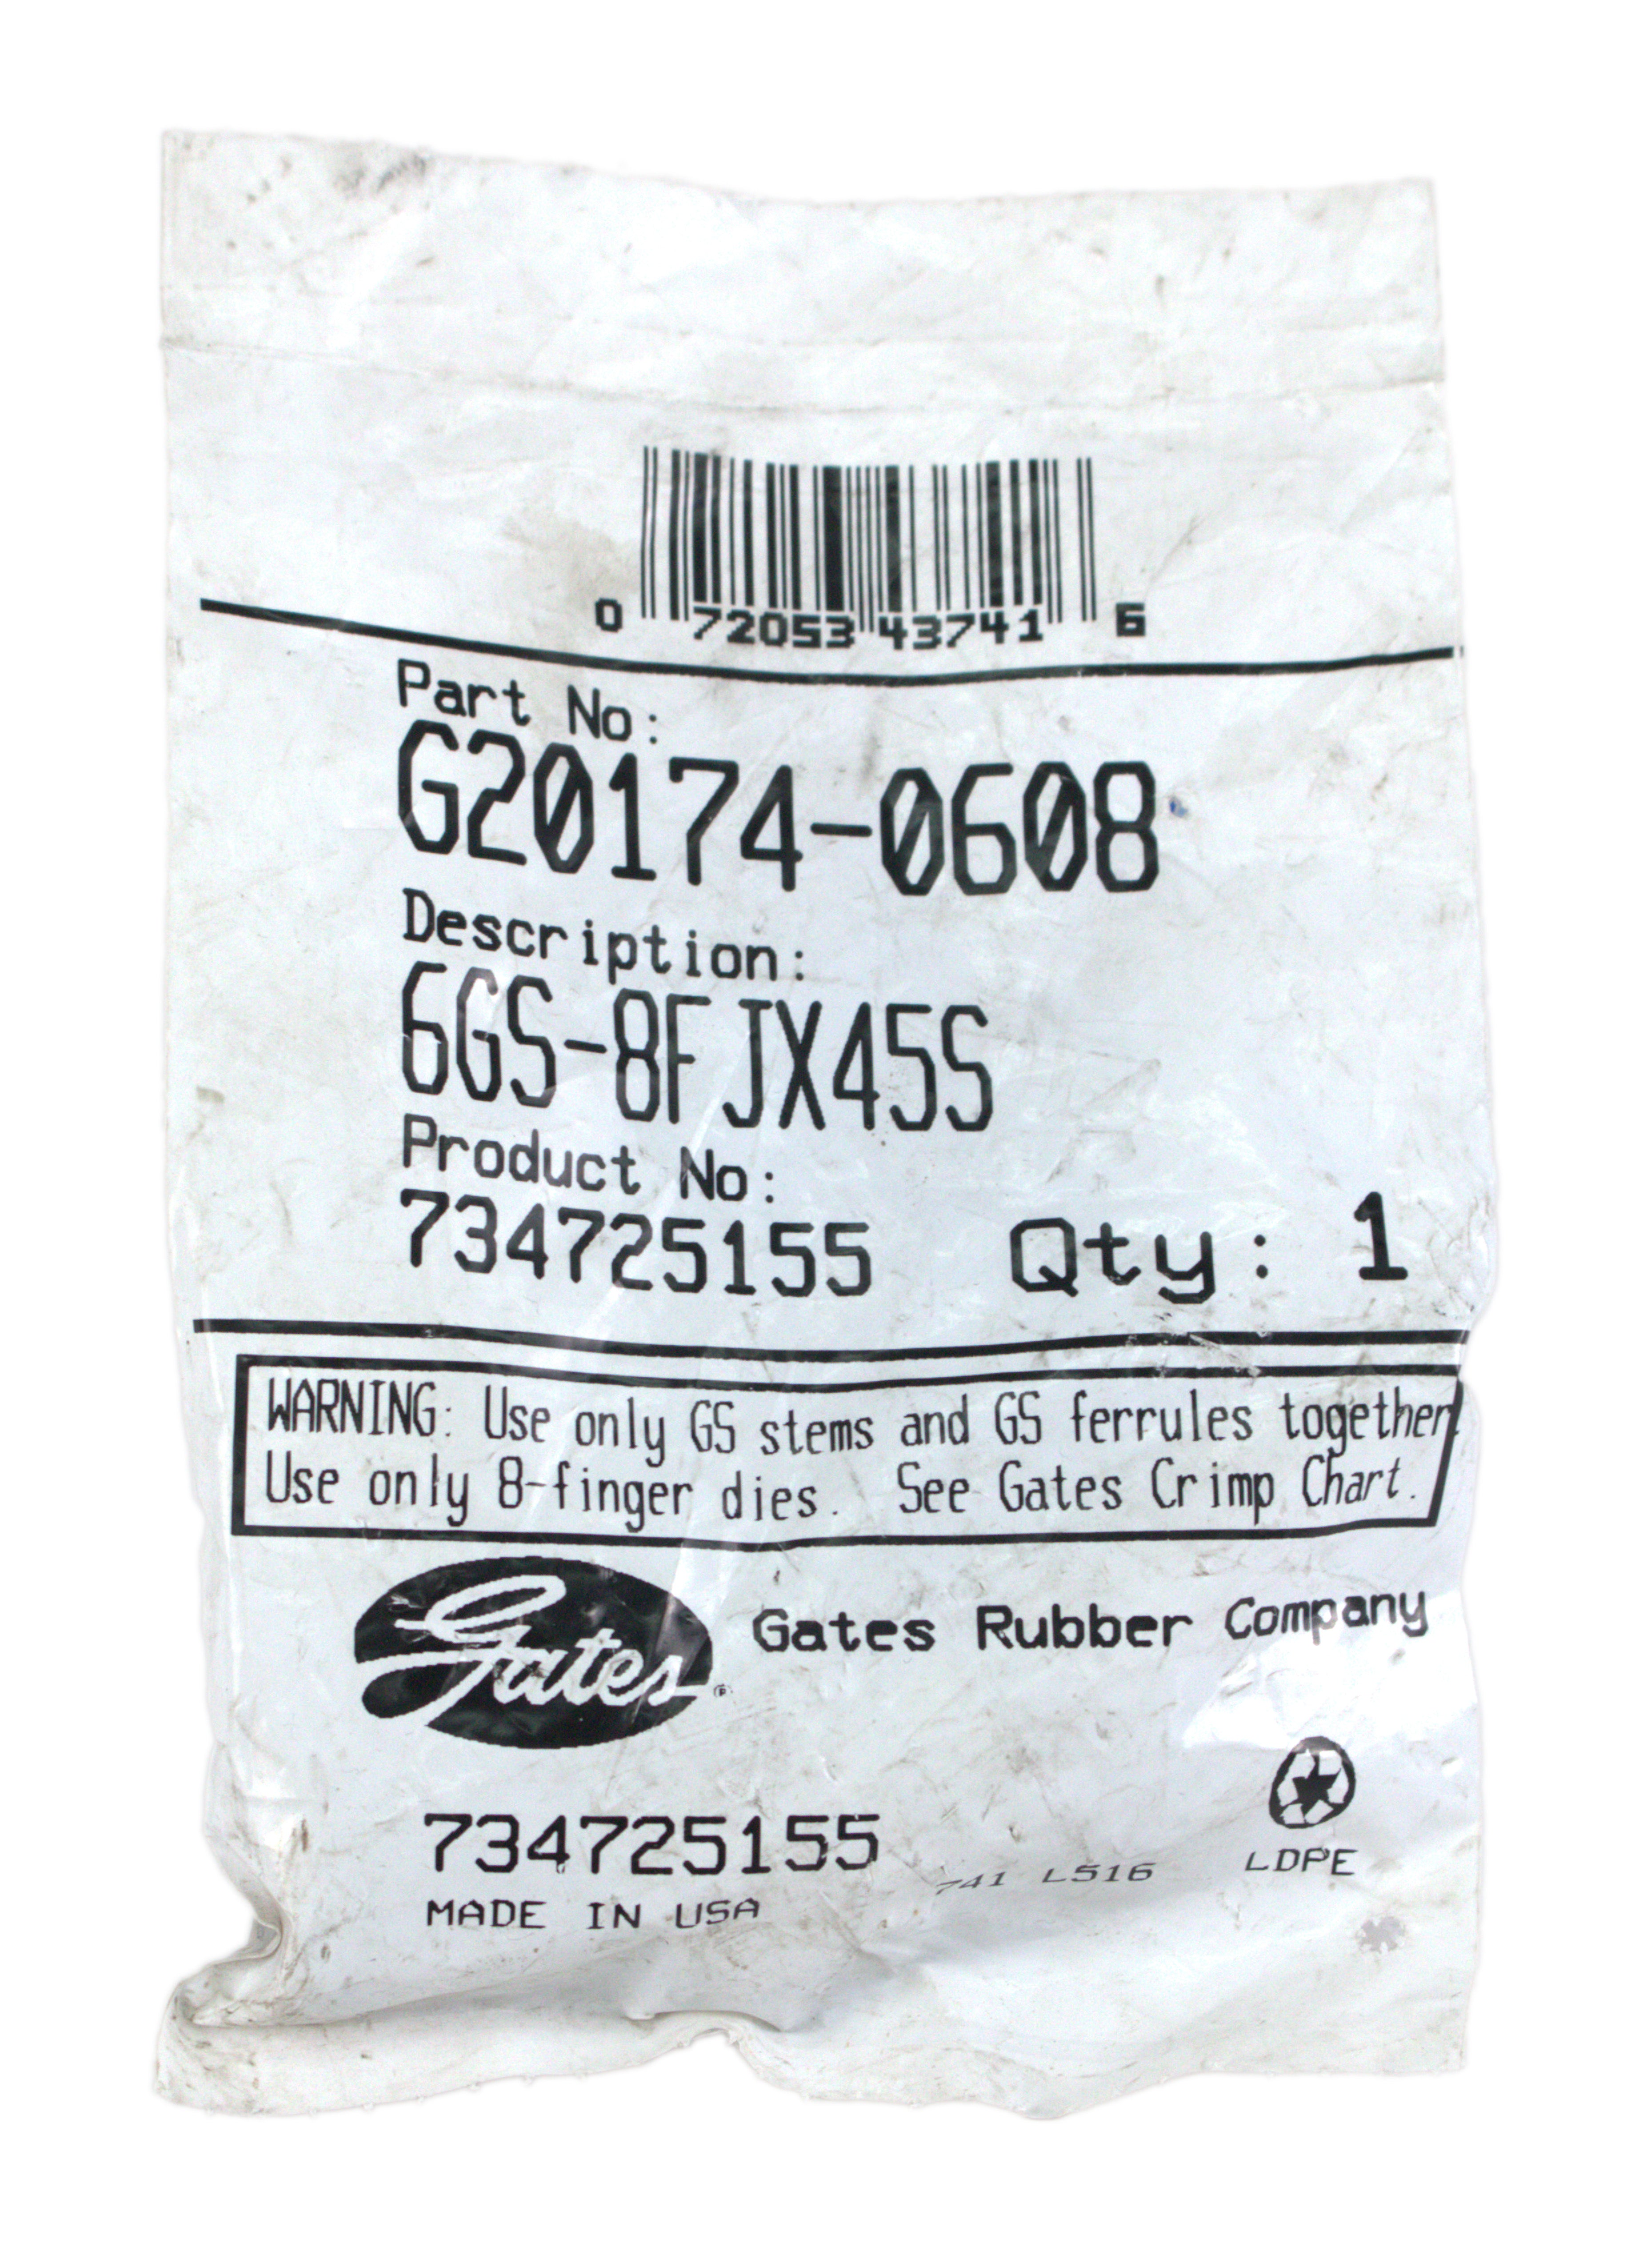 0 72053 43741 6
Part No:
G20174-0608
Description:
6GS-8FJX45S
Product No:
734725155 Qty: 1
WARNING: Use only GS stems and GS ferrules together.
Use only 8-finger dies. See Gates Crimp Chart.
Gates® Gates Rubber Company
734725155
741 L516 LDPE
MADE IN USA